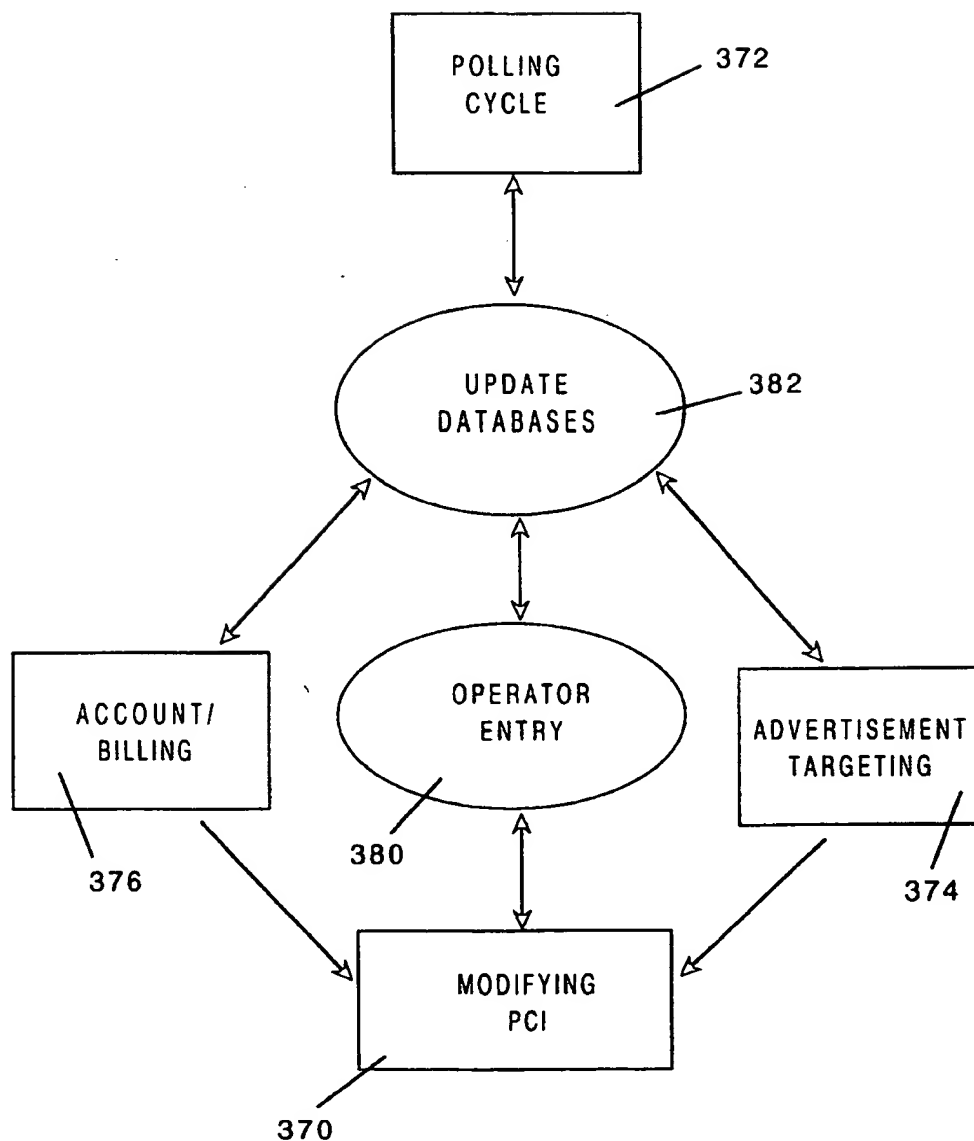 POLLING
CYCLE
372
UPDATE
DATABASES
382
ACCOUNT/
BILLING
376
OPERATOR
ENTRY
380
ADVERTISEMENT
TARGETING
374
MODIFYING
PCI
370